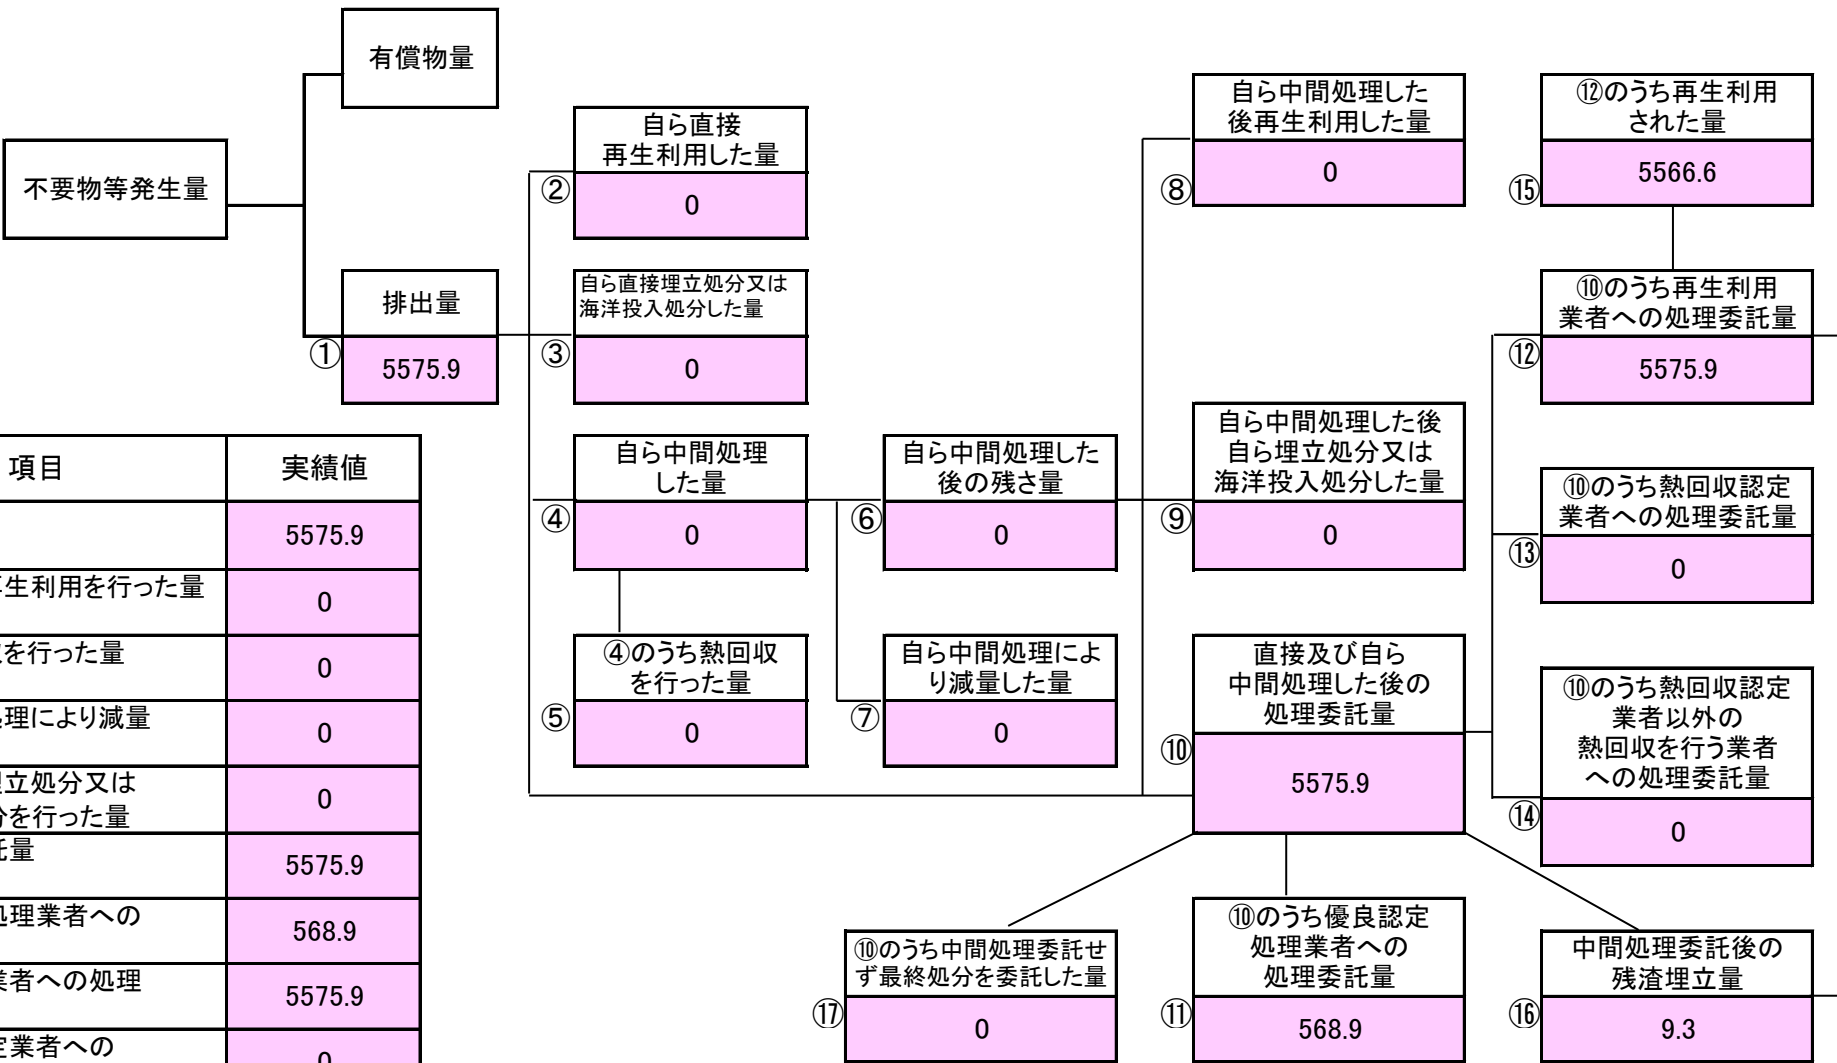 有償物量
不要物等発生量
排出量
①
5575.9
自ら直接
再生利用した量
②
0
自ら直接埋立処分又は
海洋投入処分した量
③
0
自ら中間処理
した量
④
0
④のうち熱回収
を行った量
⑤
0
自ら中間処理した
後の残さ量
⑥
0
自ら中間処理によ
り減量した量
⑦
0
自ら中間処理した
後再生利用した量
⑧
0
自ら中間処理した後
自ら埋立処分又は
海洋投入処分した量
⑨
0
直接及び自ら
中間処理した後の
処理委託量
⑩
5575.9
⑫のうち再生利用
された量
⑮
5566.6
⑩のうち再生利用
業者への処理委託量
⑫
5575.9
⑩のうち熱回収認定
業者への処理委託量
⑬
0
⑩のうち熱回収認定
業者以外の
熱回収を行う業者
への処理委託量
⑭
0
⑩のうち中間処理委託せ
ず最終処分を委託した量
⑰
0
⑩のうち優良認定
処理業者への
処理委託量
⑪
568.9
中間処理委託後の
残渣埋立量
⑯
9.3
項目 実績値
5575.9
生利用を行った量
0
を行った量
0
理により減量
0
立処分又は
を行った量
0
量
5575.9
処理業者への
568.9
業者への処理
5575.9
業者への
0